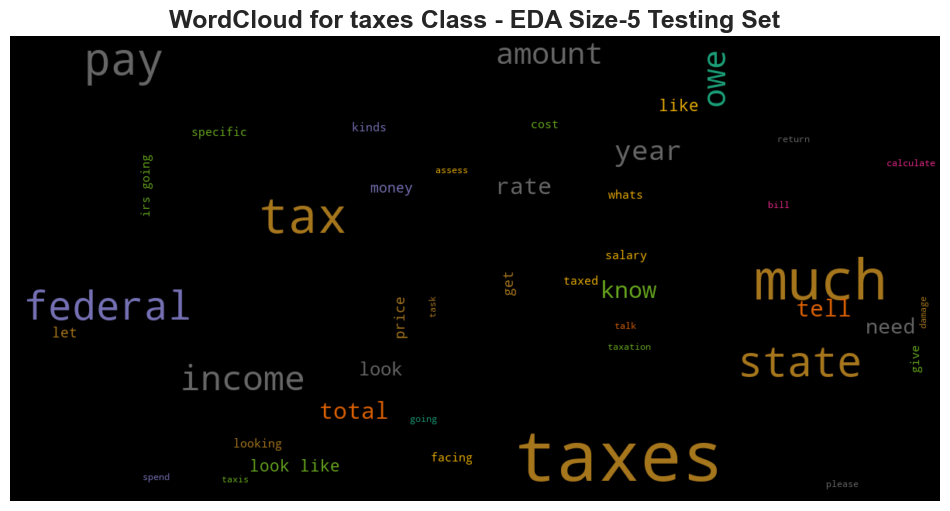 WordCloud for taxes Class - EDA Size-5 Testing Set
pay
amount
owe
like
specific
kinds
cost
return
year
irs going
assess
calculate
money
rate
whats
bill
tax
salary
much
get
taxed
know
federal
price
task
tell
damage
let
talk
need
taxation
state
give
income
look
total
going
looking
taxes
facing
look like
spend
taxis
please